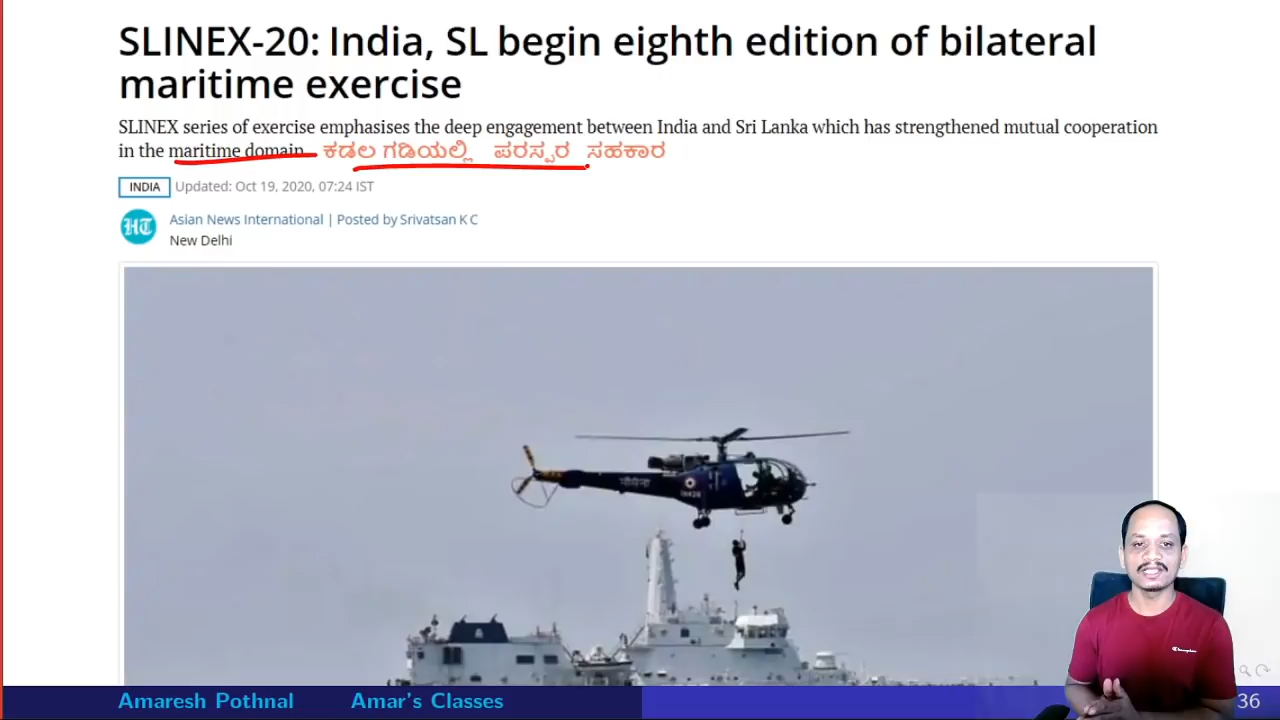 SLINEX-20: India, SL begin eighth edition of bilateral
maritime exercise
SLINEX series of exercise emphasises the deep engagement between India and Sri Lanka which has strengthened mutual cooperation
in the maritime domain ಕಡಲ ಗಡಿಯಲ್ಲಿ ಪರಸ್ಪರ ಸಹಕಾರ
INDIA Updated: Oct 19, 2020, 07:24 IST
HT
Asian News International | Posted by Srivatsan K C
New Delhi
नौसेना
Champion
Amaresh Pothnal Amar's Classes 36